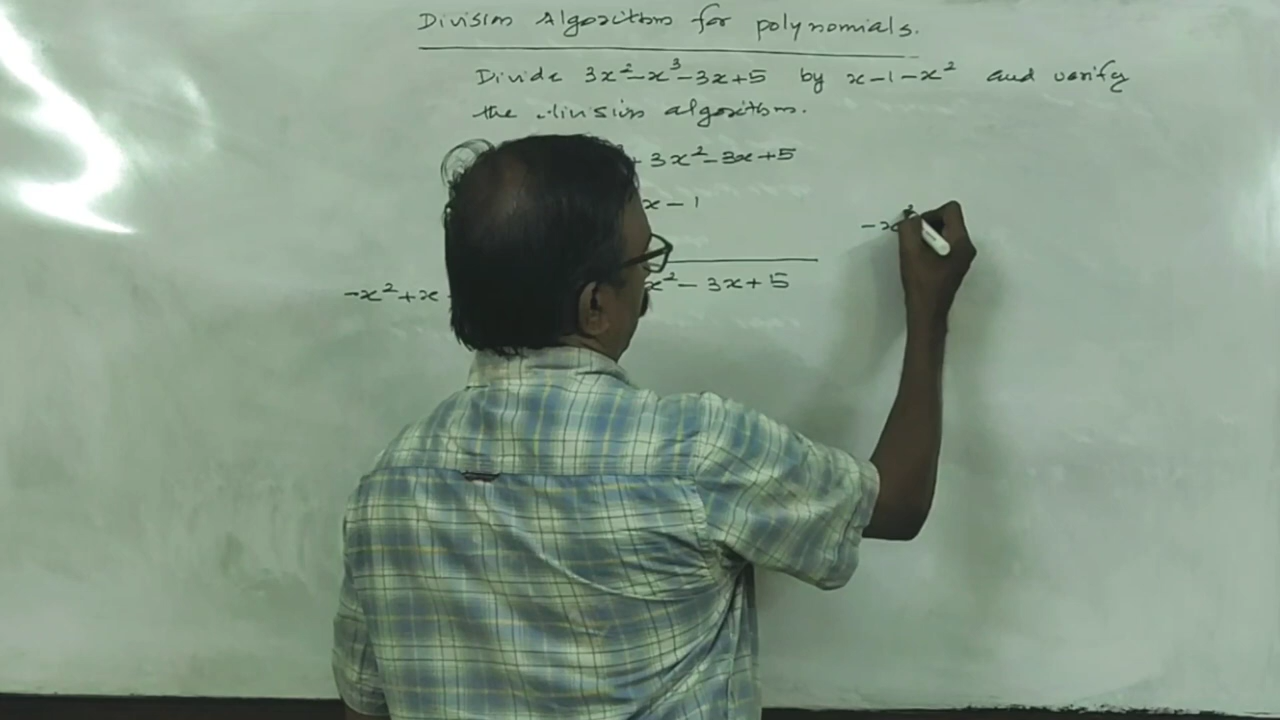 Division Algorithm for polynomials.
Divide 3x²-x³-3x+5 by x-1-x² and verify
the division algorithm.
+ 3x²-3x+5
x-1
-x²+x x²-3x+5
-x²